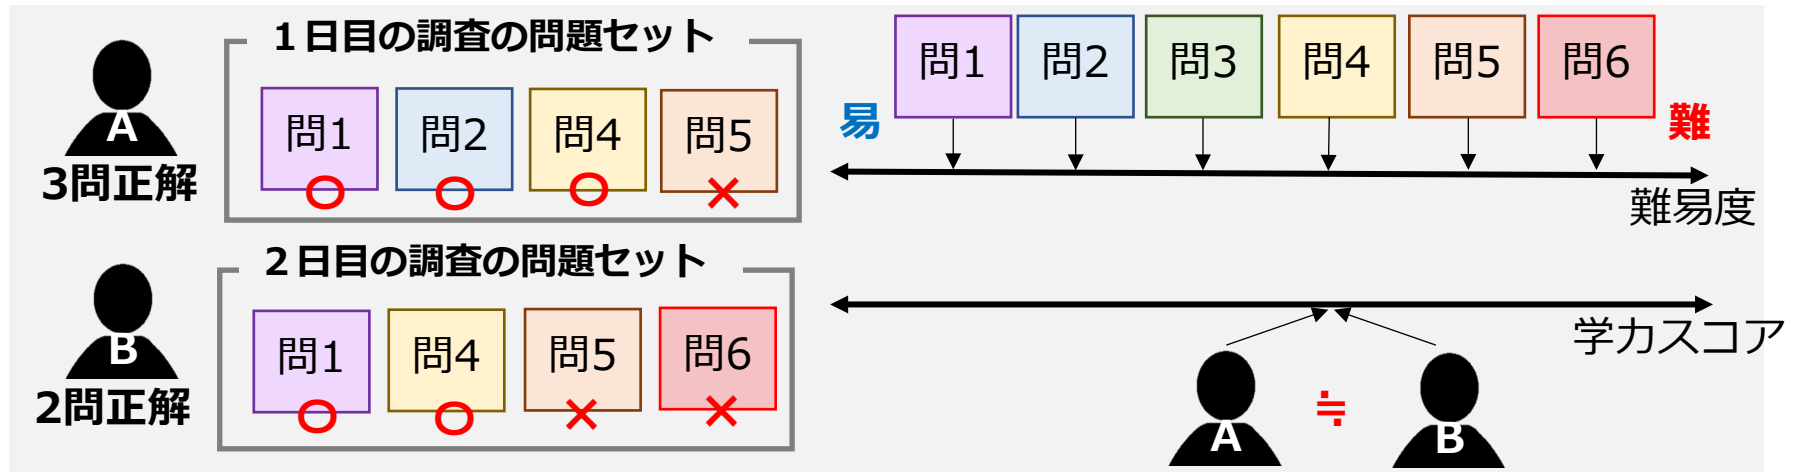 1日目の調査の問題セット
問1
問2
問4
問5
○
○
○
×
A
3問正解
2日目の調査の問題セット
問1
問4
問5
問6
○
○
×
×
B
2問正解
問1
問2
問3
問4
問5
問6
易
難
難易度
学力スコア
A
≒
B